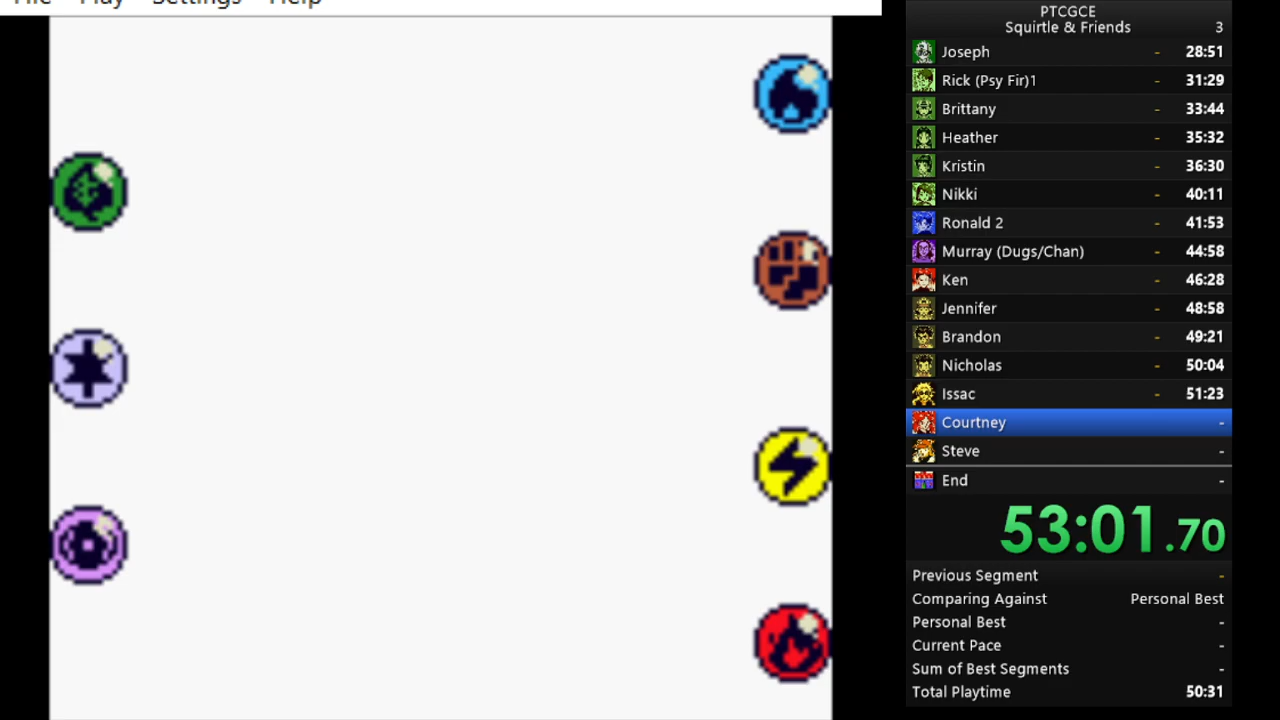 File Play Settings Help
PTCGCE
Squirtle & Friends 3
Joseph - 28:51
Rick (Psy Fir)1 - 31:29
Brittany - 33:44
Heather - 35:32
Kristin - 36:30
Nikki - 40:11
Ronald 2 - 41:53
Murray (Dugs/Chan) - 44:58
Ken - 46:28
Jennifer - 48:58
Brandon - 49:21
Nicholas - 50:04
Issac - 51:23
Courtney -
Steve -
End -
53:01.70
Previous Segment -
Comparing Against Personal Best
Personal Best -
Current Pace -
Sum of Best Segments -
Total Playtime 50:31